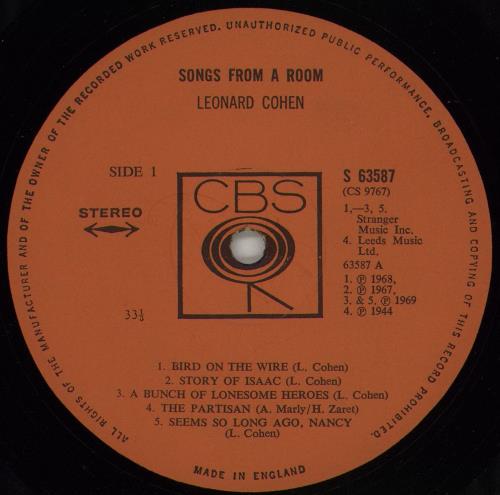 ALL RIGHTS OF THE MANUFACTURER AND OF THE OWNER OF THE RECORDED WORK RESERVED. UNAUTHORIZED PUBLIC PERFORMANCE, BROADCASTING AND COPYING OF THIS RECORD PROHIBITED.
SONGS FROM A ROOM
LEONARD COHEN
SIDE 1
STEREO
33⅓
CBS
S 63587
(CS 9767)
1,—3, 5.
Stranger
Music Inc.
4. Leeds Music
Ltd.
63587 A
1. ℗ 1968,
2. ℗ 1967,
3. & 5. ℗ 1969
4. ℗ 1944
1. BIRD ON THE WIRE (L. Cohen)
2. STORY OF ISAAC (L. Cohen)
3. A BUNCH OF LONESOME HEROES (L. Cohen)
4. THE PARTISAN (A. Marly/H. Zaret)
5. SEEMS SO LONG AGO, NANCY
(L. Cohen)
MADE IN ENGLAND